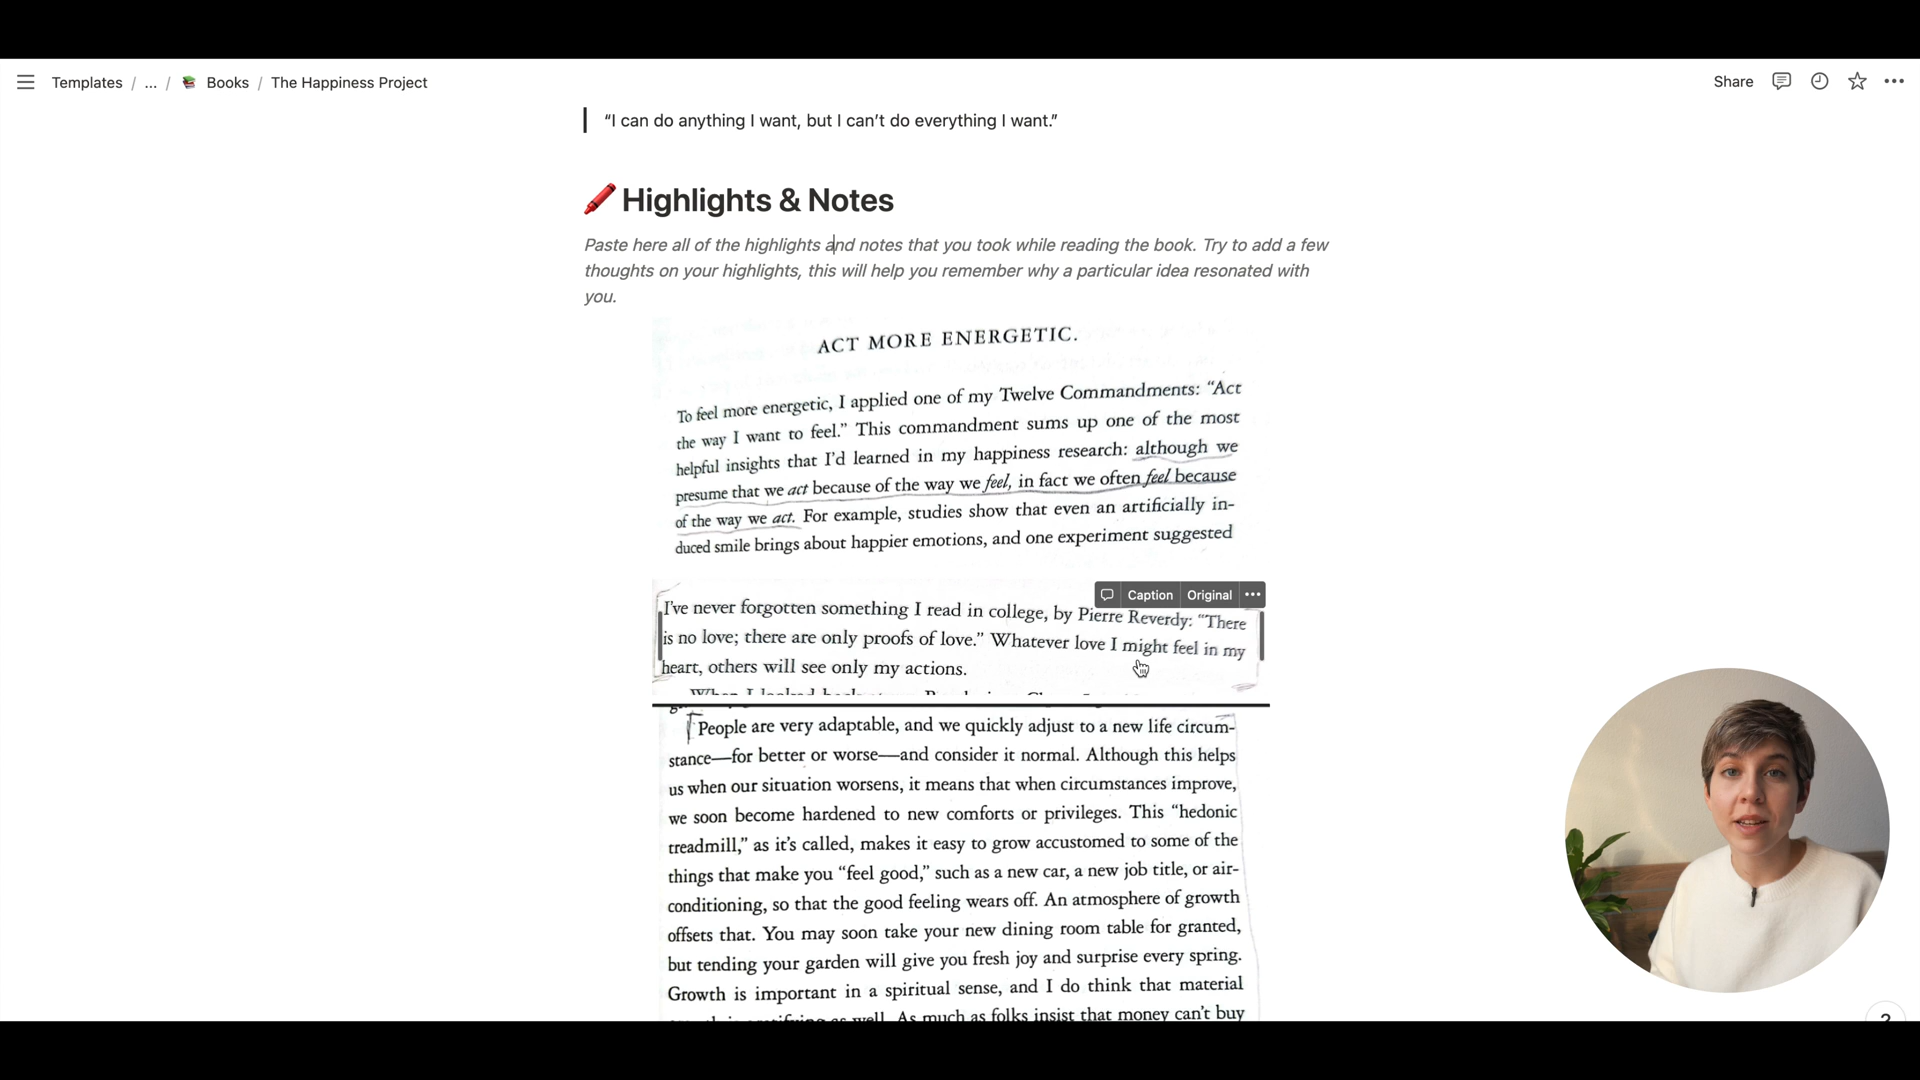 Templates / ... / Books / The Happiness Project
Share
“I can do anything I want, but I can’t do everything I want.”
Highlights & Notes
Paste here all of the highlights and notes that you took while reading the book. Try to add a few
thoughts on your highlights, this will help you remember why a particular idea resonated with
you.
ACT MORE ENERGETIC.
To feel more energetic, I applied one of my Twelve Commandments: “Act
the way I want to feel.” This commandment sums up one of the most
helpful insights that I’d learned in my happiness research: although we
presume that we act because of the way we feel, in fact we often feel because
of the way we act. For example, studies show that even an artificially in-
duced smile brings about happier emotions, and one experiment suggested
Caption Original
I’ve never forgotten something I read in college, by Pierre Reverdy: “There
is no love; there are only proofs of love.” Whatever love I might feel in my
heart, others will see only my actions.
When I looked back
People are very adaptable, and we quickly adjust to a new life circum-
stance—for better or worse—and consider it normal. Although this helps
us when our situation worsens, it means that when circumstances improve,
we soon become hardened to new comforts or privileges. This “hedonic
treadmill,” as it’s called, makes it easy to grow accustomed to some of the
things that make you “feel good,” such as a new car, a new job title, or air-
conditioning, so that the good feeling wears off. An atmosphere of growth
offsets that. You may soon take your new dining room table for granted,
but tending your garden will give you fresh joy and surprise every spring.
Growth is important in a spiritual sense, and I do think that material
well. As much as folks insist that money can’t buy
?